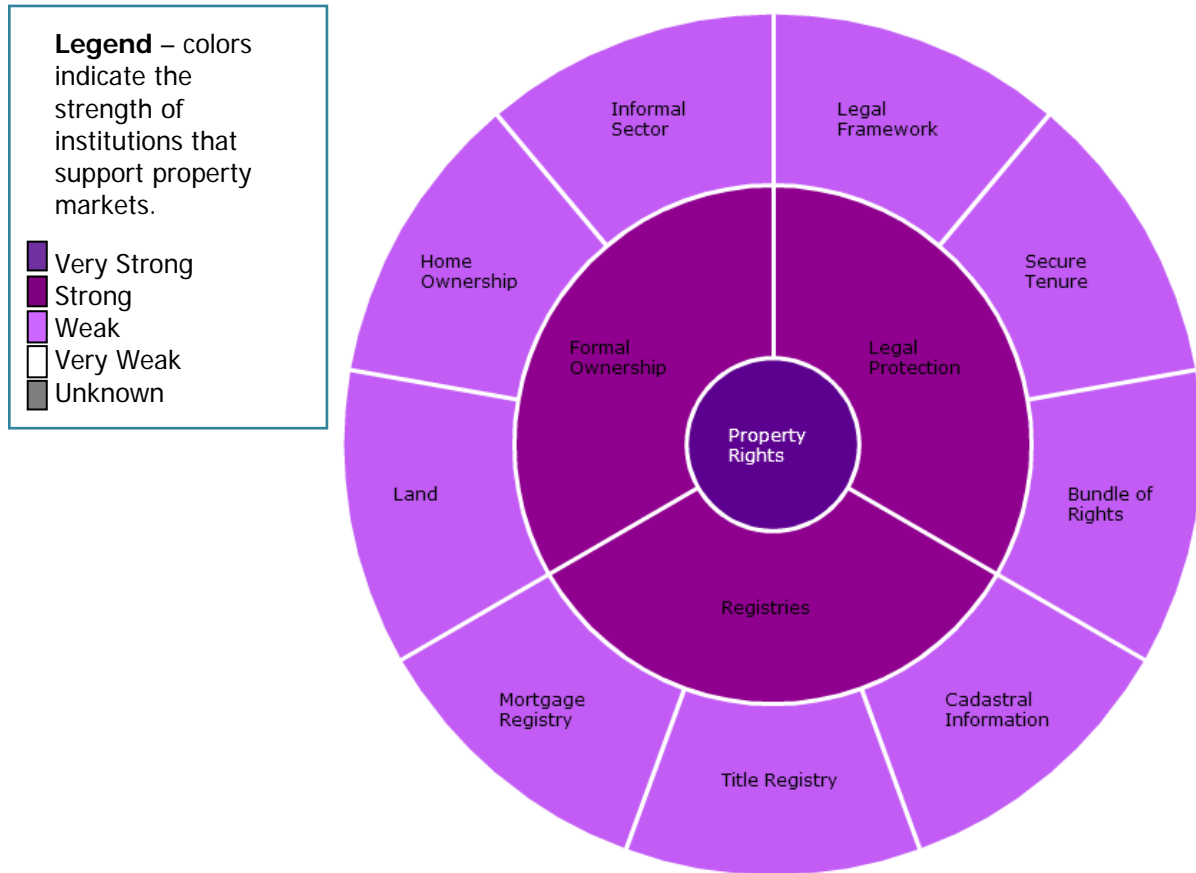 Legend – colors
indicate the
strength of
institutions that
support property
markets.
Very Strong
Strong
Weak
Very Weak
Unknown
Informal
Sector
Legal
Framework
Home
Ownership
Secure
Tenure
Formal
Ownership
Legal
Protection
Property
Rights
Land
Bundle of
Rights
Registries
Mortgage
Registry
Cadastral
Information
Title Registry